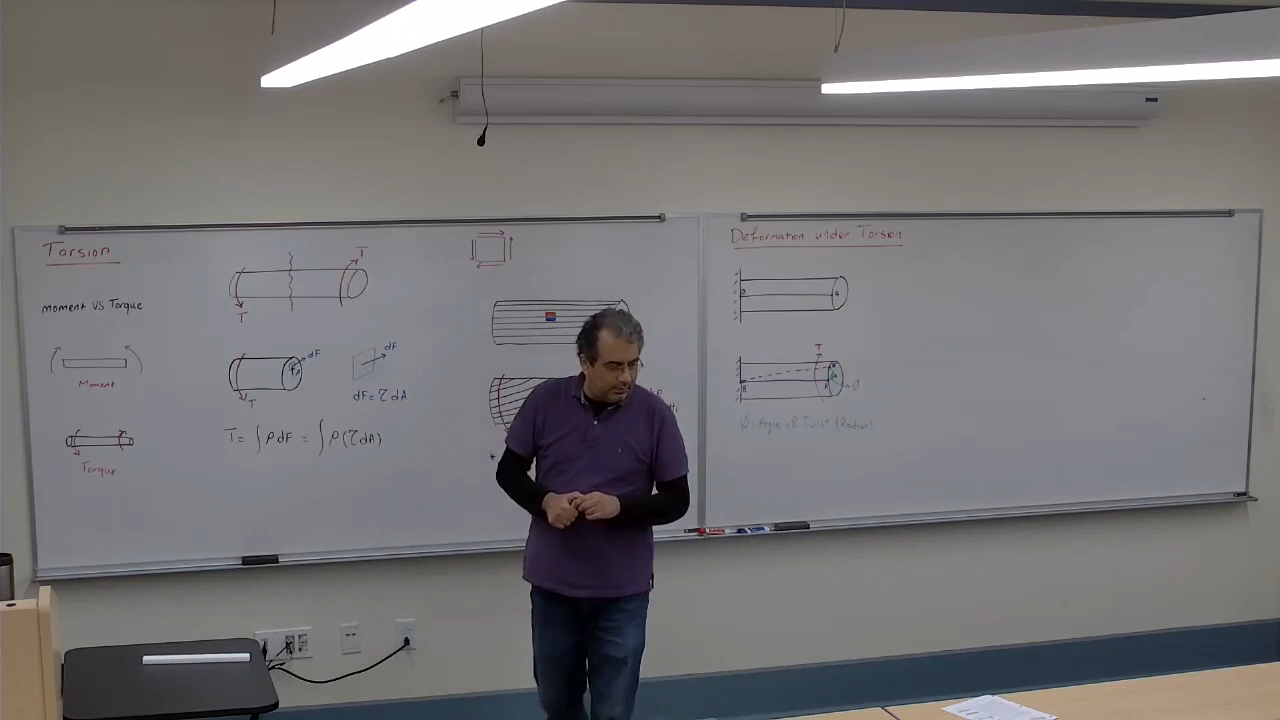 Torsion
T
T
moment vs Torque
Moment
Torque
dF
ρ
T
dF
dF = τ dA
T = ∫ ρ dF = ∫ ρ (τ dA)
*
Deformation under Torsion
B A
T
B A
ϕ
ϕ: Angle of Twist (Radian)